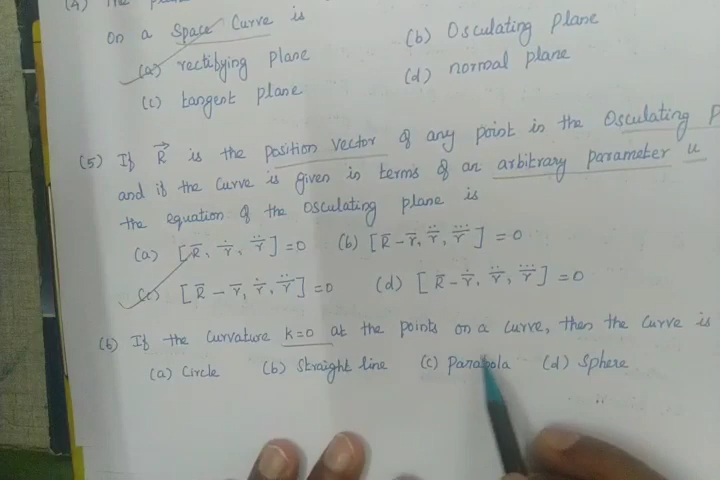 (4) The plane
on a Space Curve is
(a) rectifying plane (b) Osculating plane
(c) tangent plane (d) normal plane
(5) If R⃗ is the position vector of any point in the Osculating P
and if the Curve is given in terms of an arbitrary parameter u
the equation of the osculating plane is
(a) [R̅, ṙ̅, r̈̅] = 0 (b) [R̅ - r̅, r̈̅, r⃛̅] = 0
(c) [R̅ - r̅, ṙ̅, r̈̅] = 0 (d) [R̅ - ṙ̅, r̈̅, r⃛̅] = 0
(6) If the Curvature k=0 at the points on a curve, then the curve is
(a) Circle (b) Straight line (c) Parabola (d) Sphere